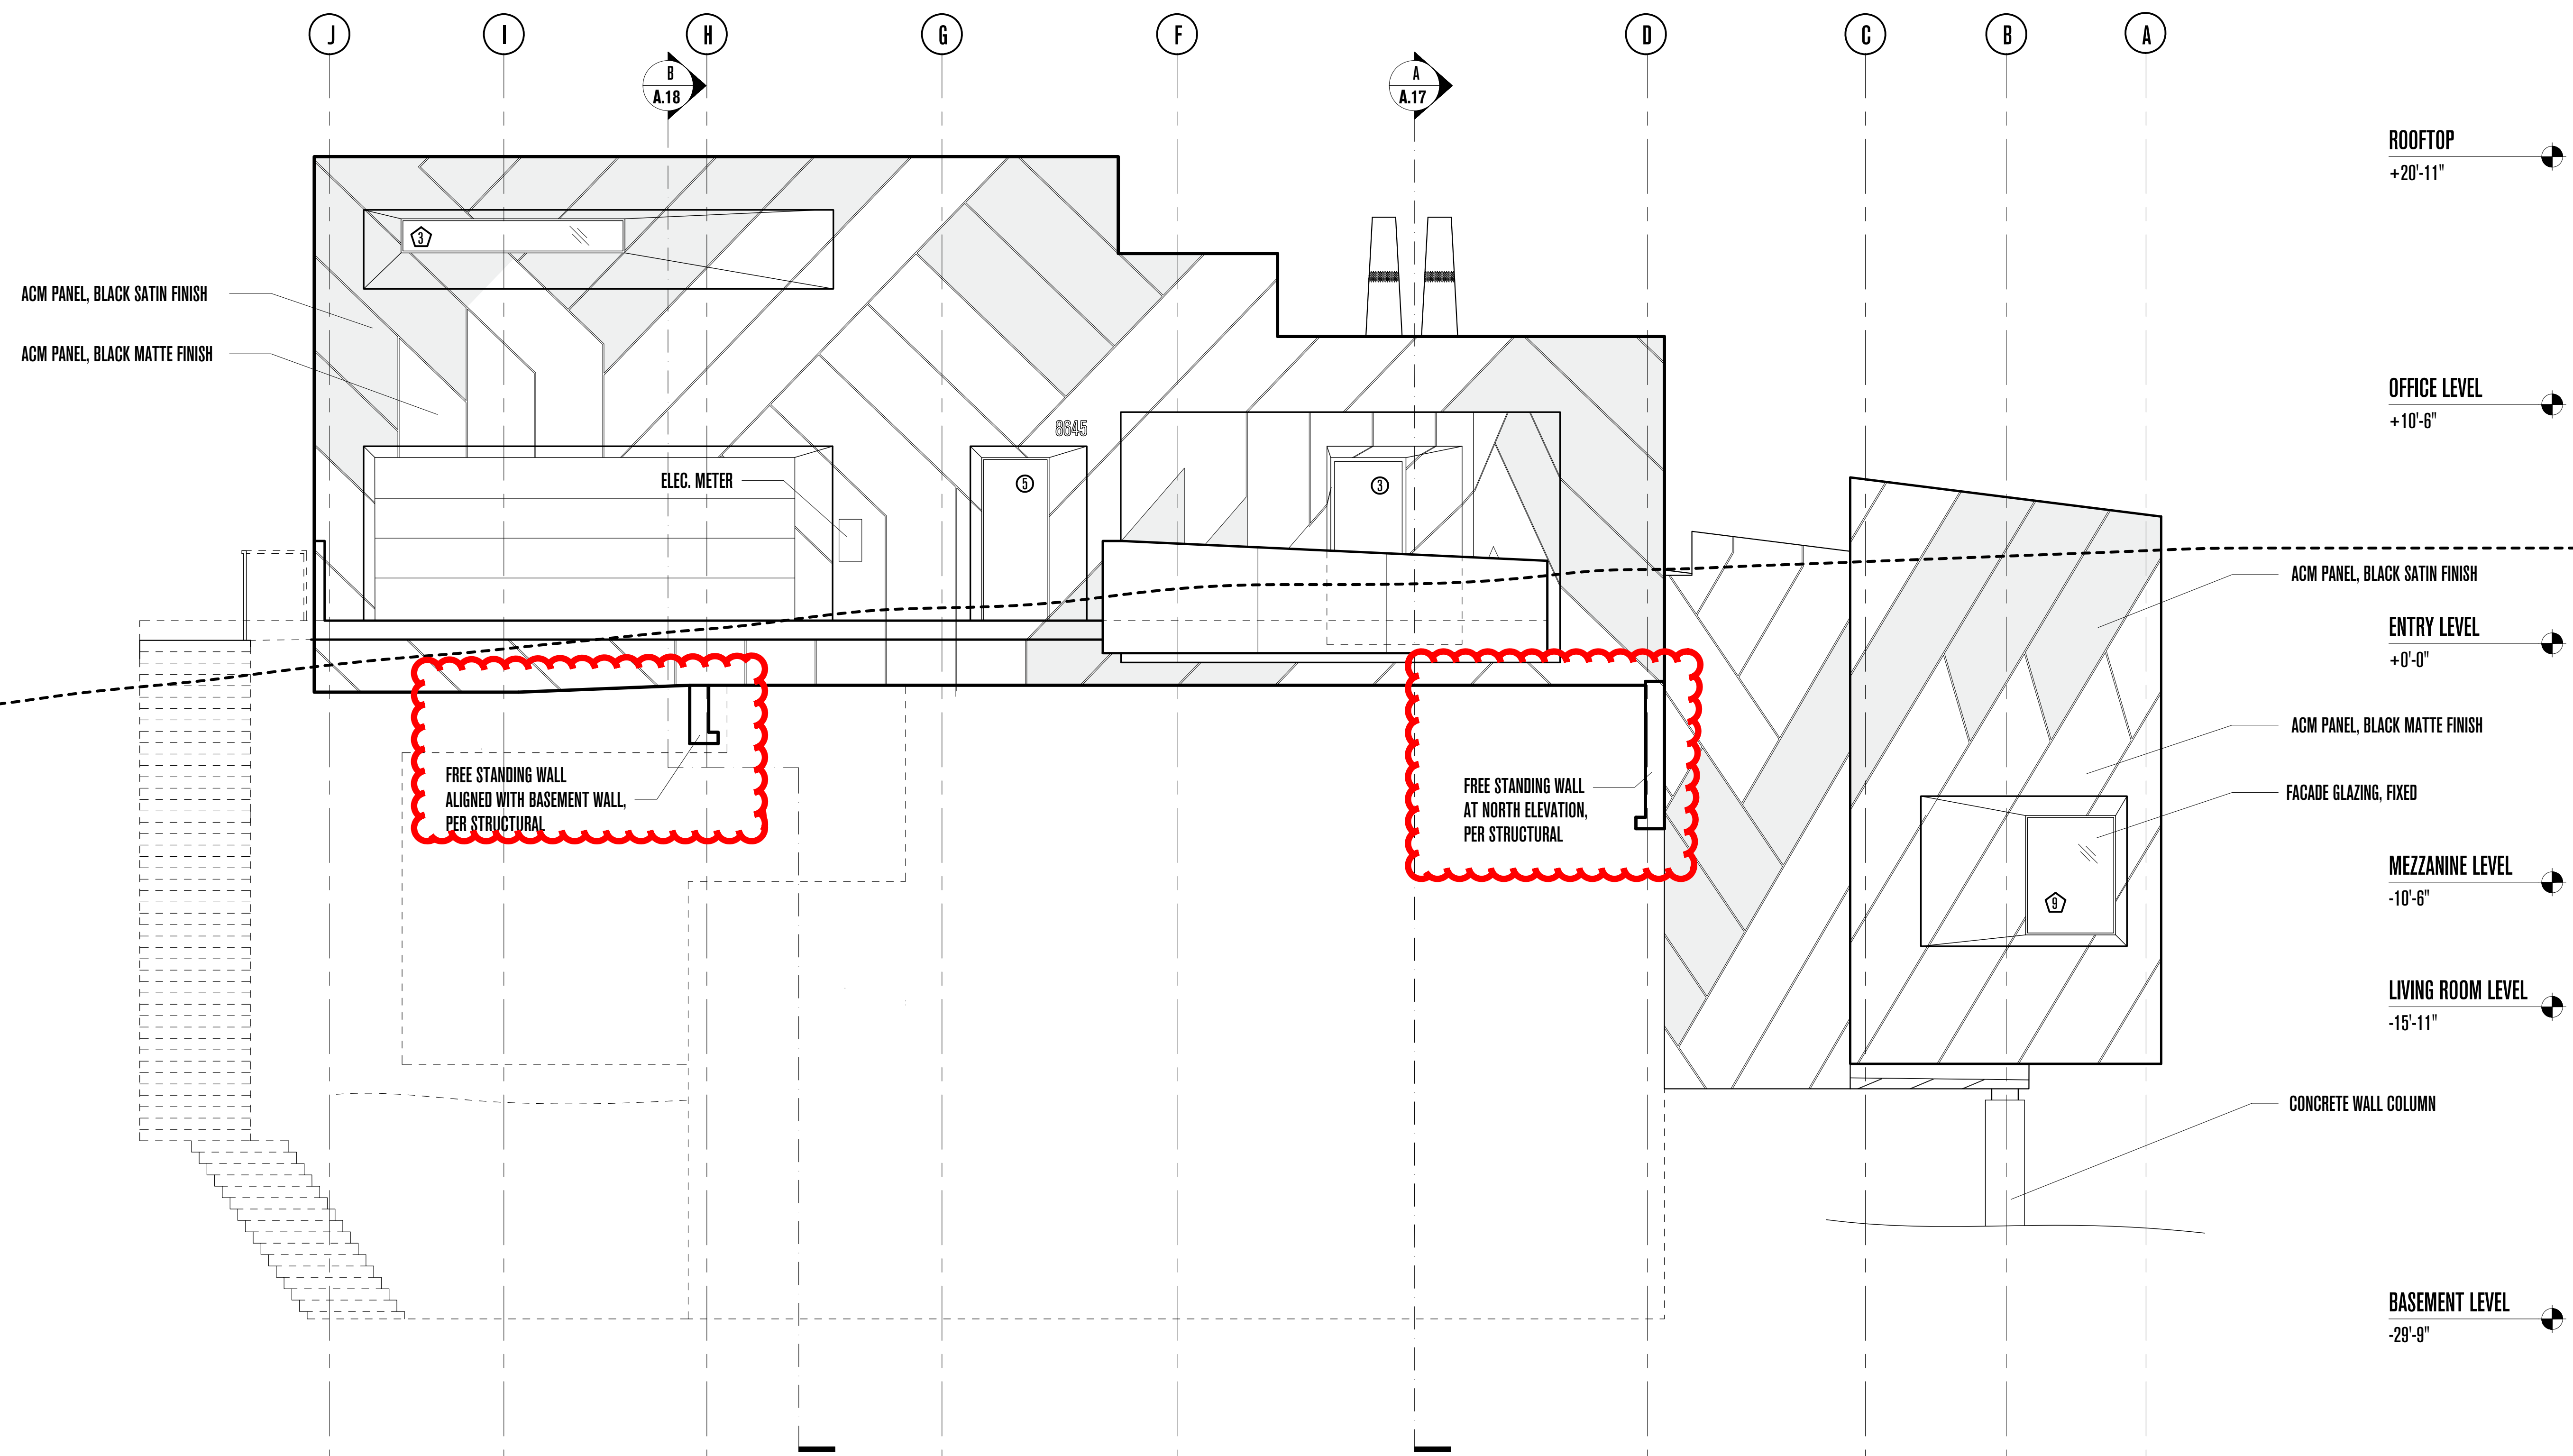 J
I
H
G
F
D
C
B
A
B
A.18
A
A.17
ROOFTOP
+20'-11"
3
ACM PANEL, BLACK SATIN FINISH
ACM PANEL, BLACK MATTE FINISH
OFFICE LEVEL
+10'-6"
8645
ELEC. METER
5
3
ACM PANEL, BLACK SATIN FINISH
ENTRY LEVEL
+0'-0"
ACM PANEL, BLACK MATTE FINISH
FREE STANDING WALL
ALIGNED WITH BASEMENT WALL,
PER STRUCTURAL
FREE STANDING WALL
AT NORTH ELEVATION,
PER STRUCTURAL
FACADE GLAZING, FIXED
MEZZANINE LEVEL
-10'-6"
9
LIVING ROOM LEVEL
-15'-11"
CONCRETE WALL COLUMN
BASEMENT LEVEL
-29'-9"